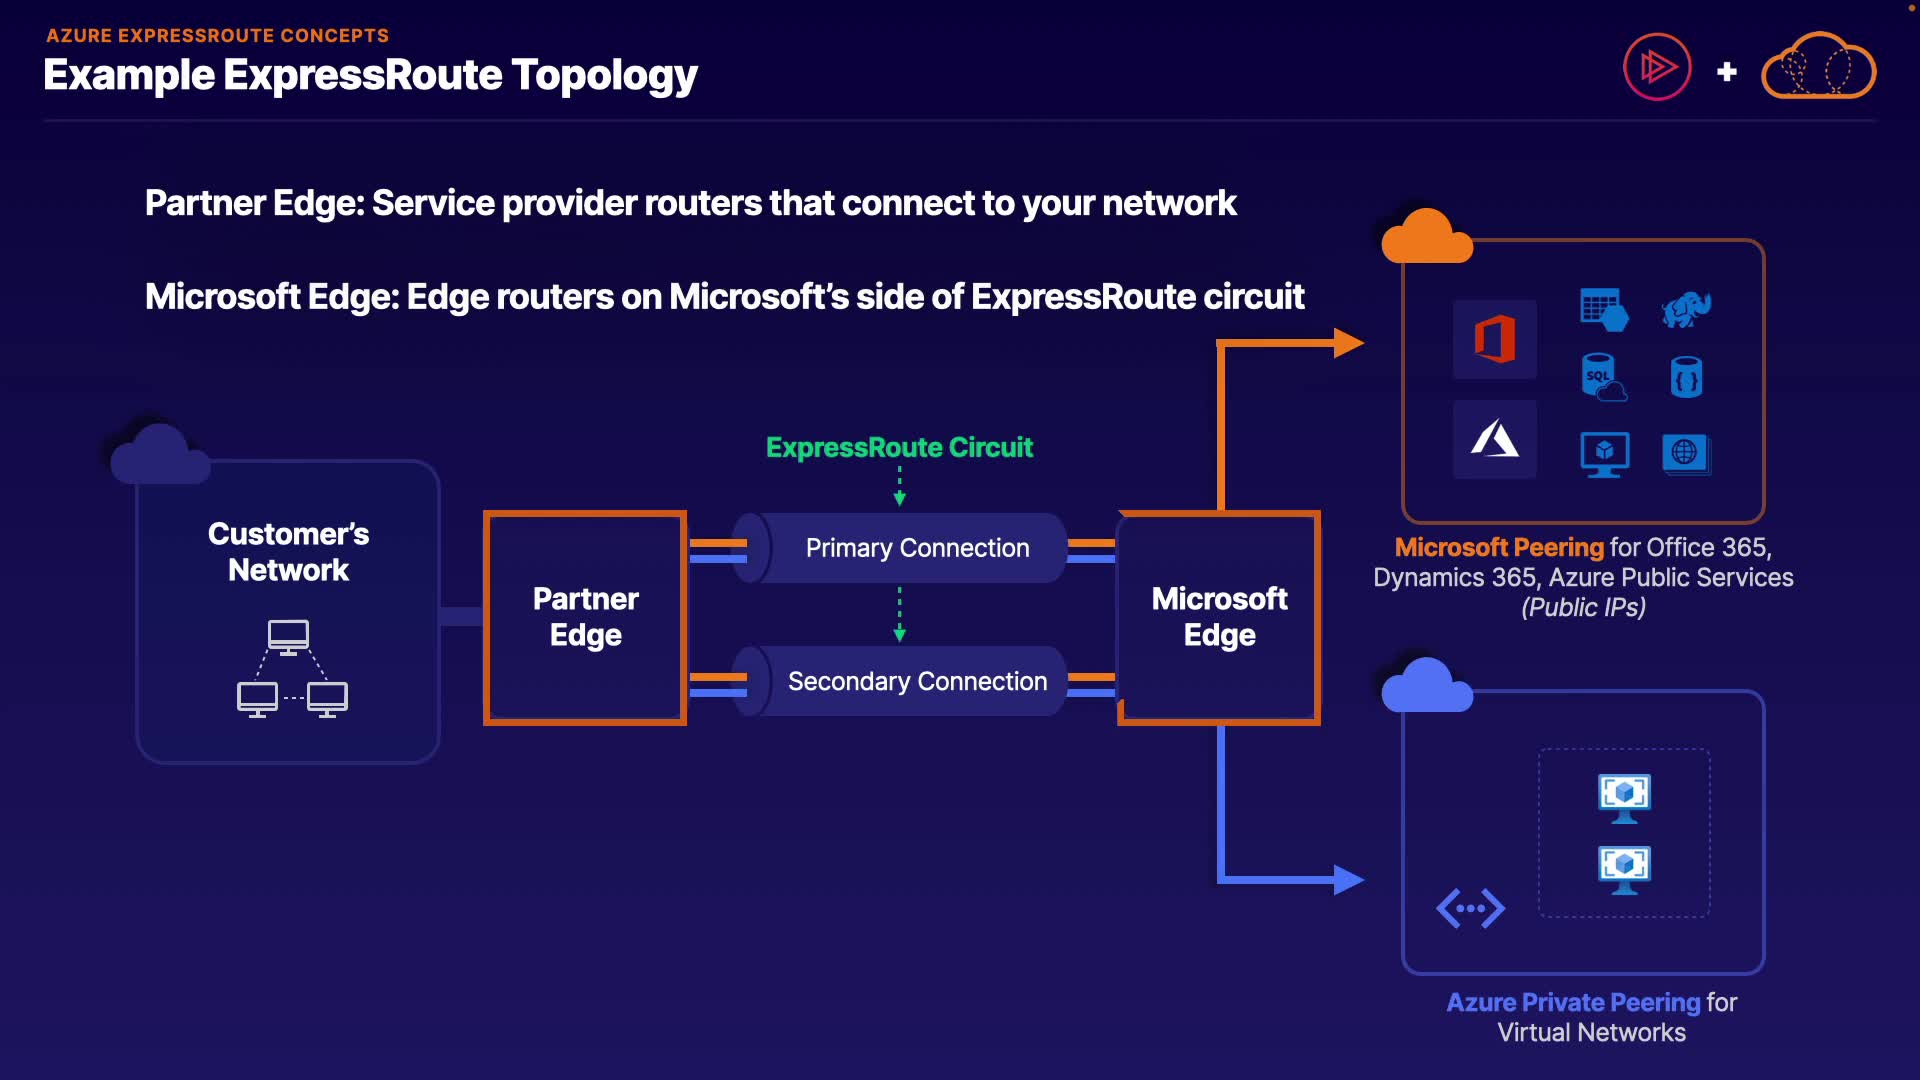 AZURE EXPRESSROUTE CONCEPTS
Example ExpressRoute Topology
Partner Edge: Service provider routers that connect to your network
Microsoft Edge: Edge routers on Microsoft’s side of ExpressRoute circuit
ExpressRoute Circuit
Customer’s
Network
Partner
Edge
Primary Connection
Secondary Connection
Microsoft
Edge
SQL
Microsoft Peering for Office 365,
Dynamics 365, Azure Public Services
(Public IPs)
Azure Private Peering for
Virtual Networks